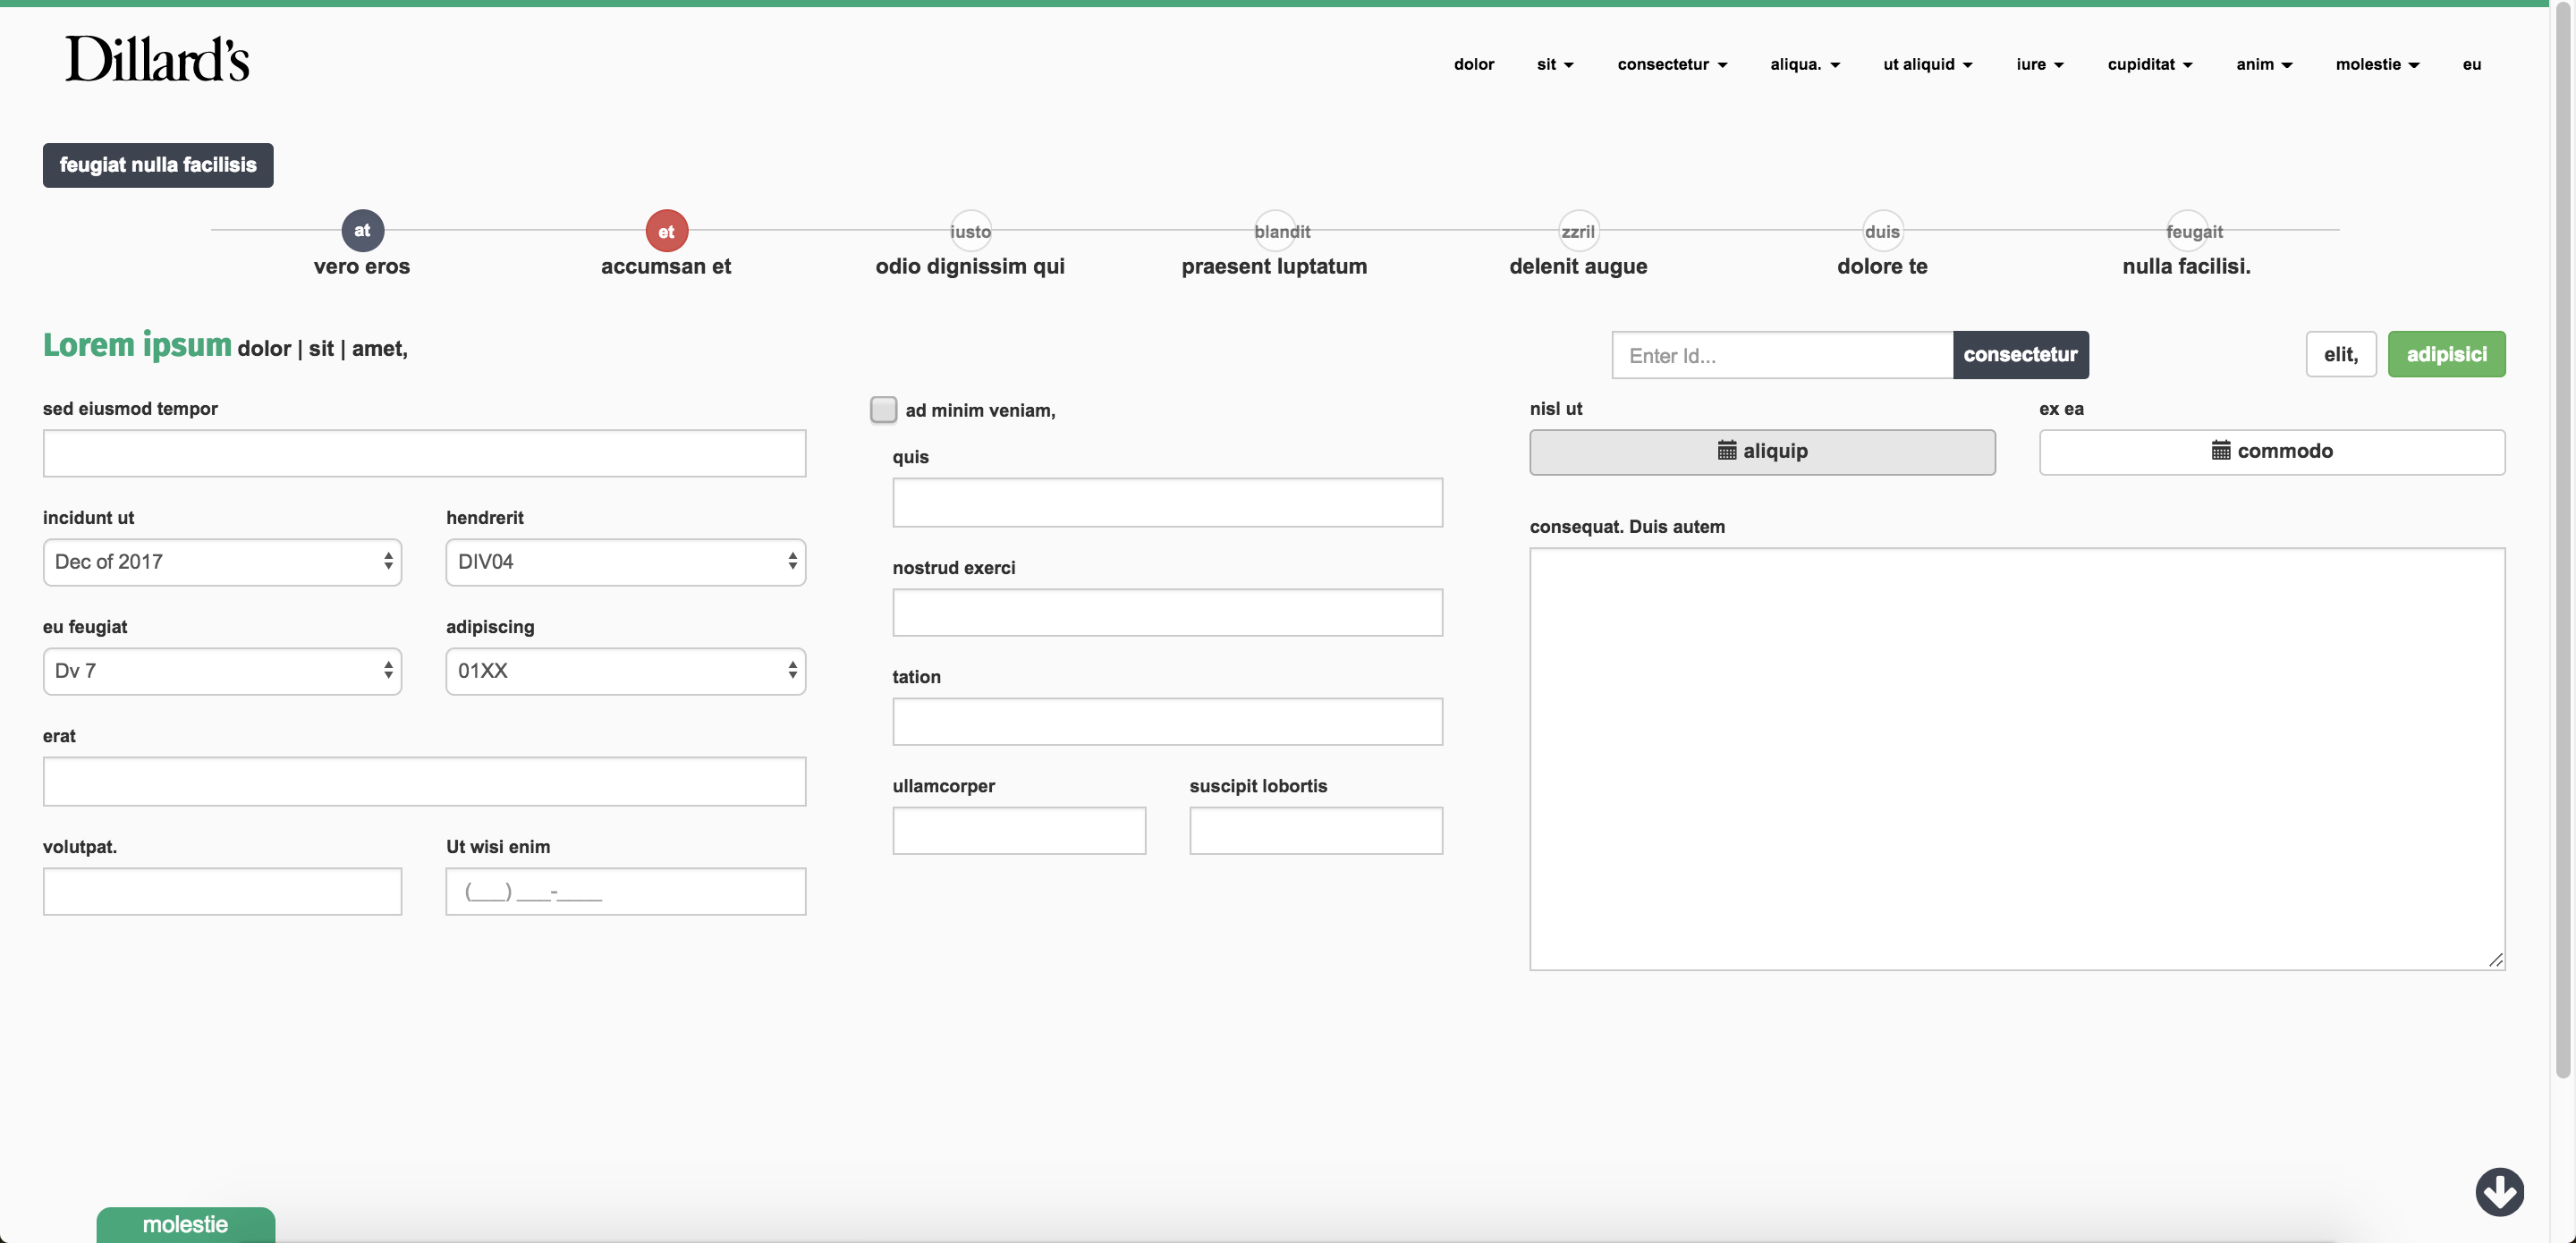 Dillard's
dolor sit consectetur aliqua. ut aliquid iure cupiditat anim molestie eu
feugiat nulla facilisis
at et iusto blandit zzril duis feugait
vero eros accumsan et odio dignissim qui praesent luptatum delenit augue dolore te nulla facilisi.
Lorem ipsum dolor | sit | amet,
Enter Id... consectetur elit, adipisici
sed eiusmod tempor
incidunt ut hendrerit
Dec of 2017 DIV04
eu feugiat adipiscing
Dv 7 01XX
erat
volutpat. Ut wisi enim
(___) ___-____
ad minim veniam,
quis
nostrud exerci
tation
ullamcorper suscipit lobortis
nisl ut ex ea
aliquip commodo
consequat. Duis autem
molestie